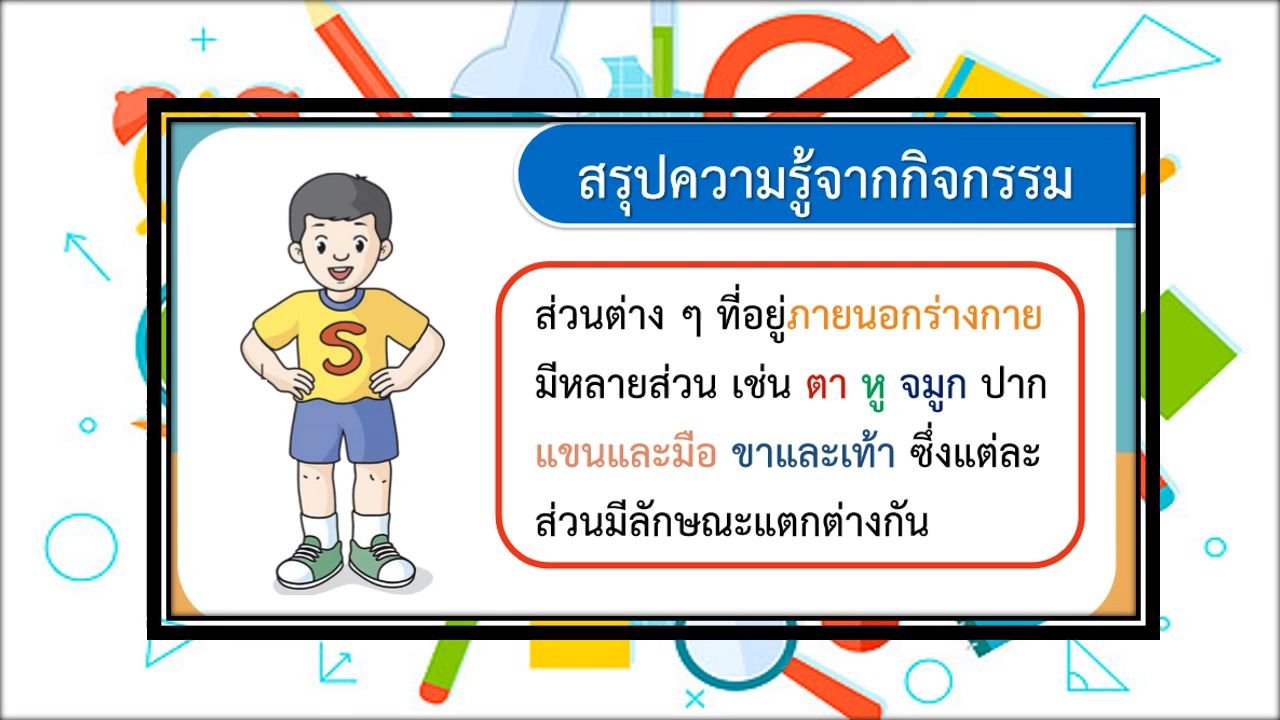 สรุปความรู้จากกิจกรรม
ส่วนต่าง ๆ ที่อยู่ภายนอกร่างกาย
มีหลายส่วน เช่น ตา หู จมูก ปาก
แขนและมือ ขาและเท้า ซึ่งแต่ละ
ส่วนมีลักษณะแตกต่างกัน
S